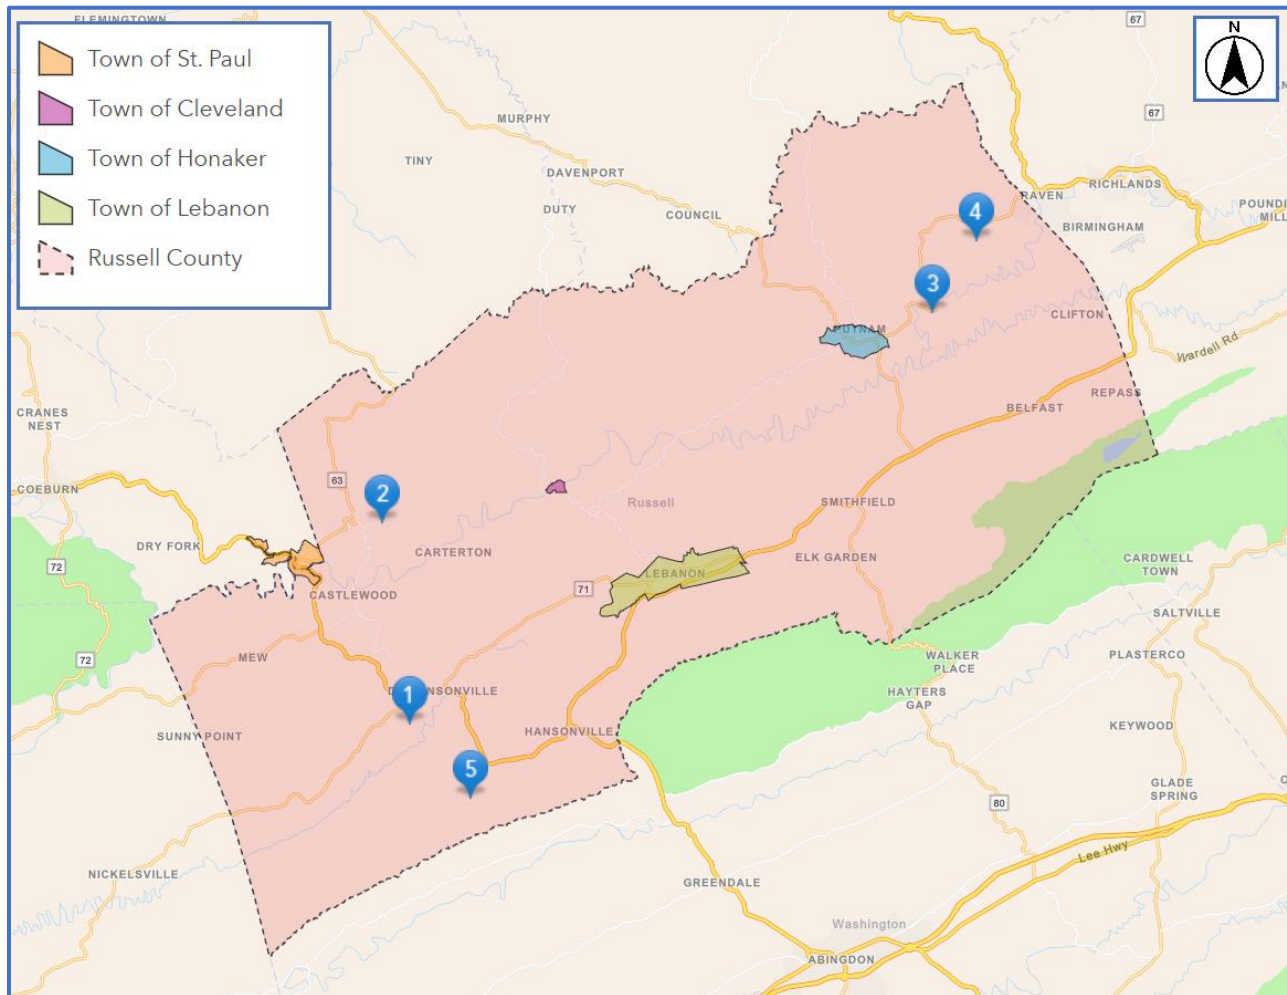 FLEMINGTOWN
67
N
Town of St. Paul
Town of Cleveland
Town of Honaker
Town of Lebanon
Russell County
MURPHY
67
TINY
DAVENPORT
DUTY
COUNCIL
RICHLANDS
RAVEN
POUNDI
MILL
BIRMINGHAM
4
3
CLIFTON
Wardell Rd
REPASS
BELFAST
CRANES
NEST
63
2
COEBURN
Russell
SMITHFIELD
DRY FORK
CARTERTON
ELK GARDEN
CARDWELL
TOWN
72
LEBANON
71
CASTLEWOOD
SALTVILLE
MEW
WALKER
PLACE
PLASTERCO
72
1
HAYTERS
GAP
SUNNY POINT
HANSONVILLE
KEYWOOD
5
GLADE
SPRING
80
Lee Hwy
NICKELSVILLE
GREENDALE
Washington
ABINGDON